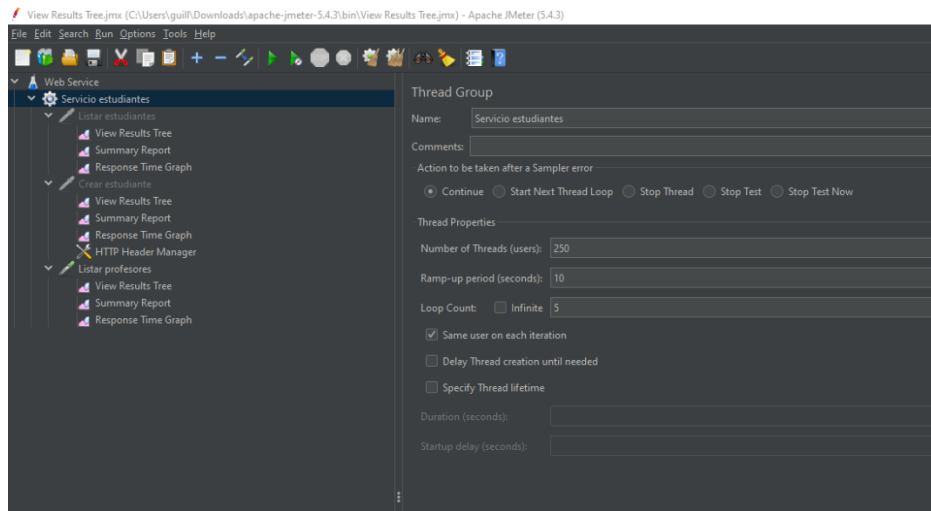 View Results Tree.jmx (C:\Users\guill\Downloads\apache-jmeter-5.4.3\bin\View Results Tree.jmx) - Apache JMeter (5.4.3)
File Edit Search Run Options Tools Help
Web Service
Servicio estudiantes
Listar estudiantes
View Results Tree
Summary Report
Response Time Graph
Crear estudiante
View Results Tree
Summary Report
Response Time Graph
HTTP Header Manager
Listar profesores
View Results Tree
Summary Report
Response Time Graph
Thread Group
Name: Servicio estudiantes
Comments:
Action to be taken after a Sampler error
Continue Start Next Thread Loop Stop Thread Stop Test Stop Test Now
Thread Properties
Number of Threads (users): 250
Ramp-up period (seconds): 10
Loop Count: Infinite 5
Same user on each iteration
Delay Thread creation until needed
Specify Thread lifetime
Duration (seconds):
Startup delay (seconds):